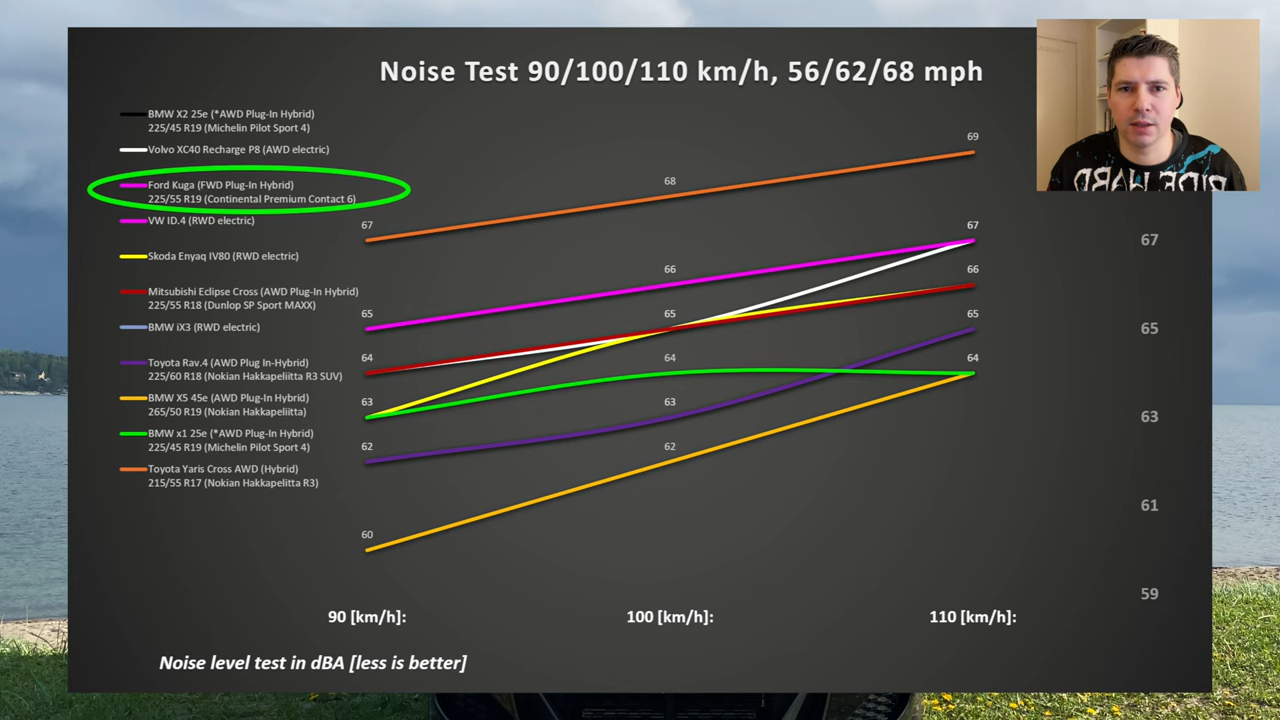 Noise Test 90/100/110 km/h, 56/62/68 mph
BMW X2 25e (*AWD Plug-In Hybrid)
225/45 R19 (Michelin Pilot Sport 4)
Volvo XC40 Recharge P8 (AWD electric)
Ford Kuga (FWD Plug-In Hybrid)
225/55 R19 (Continental Premium Contact 6)
VW ID.4 (RWD electric)
Skoda Enyaq IV80 (RWD electric)
Mitsubishi Eclipse Cross (AWD Plug-In Hybrid)
225/55 R18 (Dunlop SP Sport MAXX)
BMW iX3 (RWD electric)
Toyota Rav.4 (AWD Plug In-Hybrid)
225/60 R18 (Nokian Hakkapeliitta R3 SUV)
BMW X5 45e (AWD Plug-In Hybrid)
265/50 R19 (Nokian Hakkapeliitta)
BMW x1 25e (*AWD Plug-In Hybrid)
225/45 R19 (Michelin Pilot Sport 4)
Toyota Yaris Cross AWD (Hybrid)
215/55 R17 (Nokian Hakkapelitta R3)
67
65
64
63
62
60
68
66
65
64
63
62
69
67
66
65
64
67
65
63
61
59
90 [km/h]:
100 [km/h]:
110 [km/h]:
Noise level test in dBA [less is better]